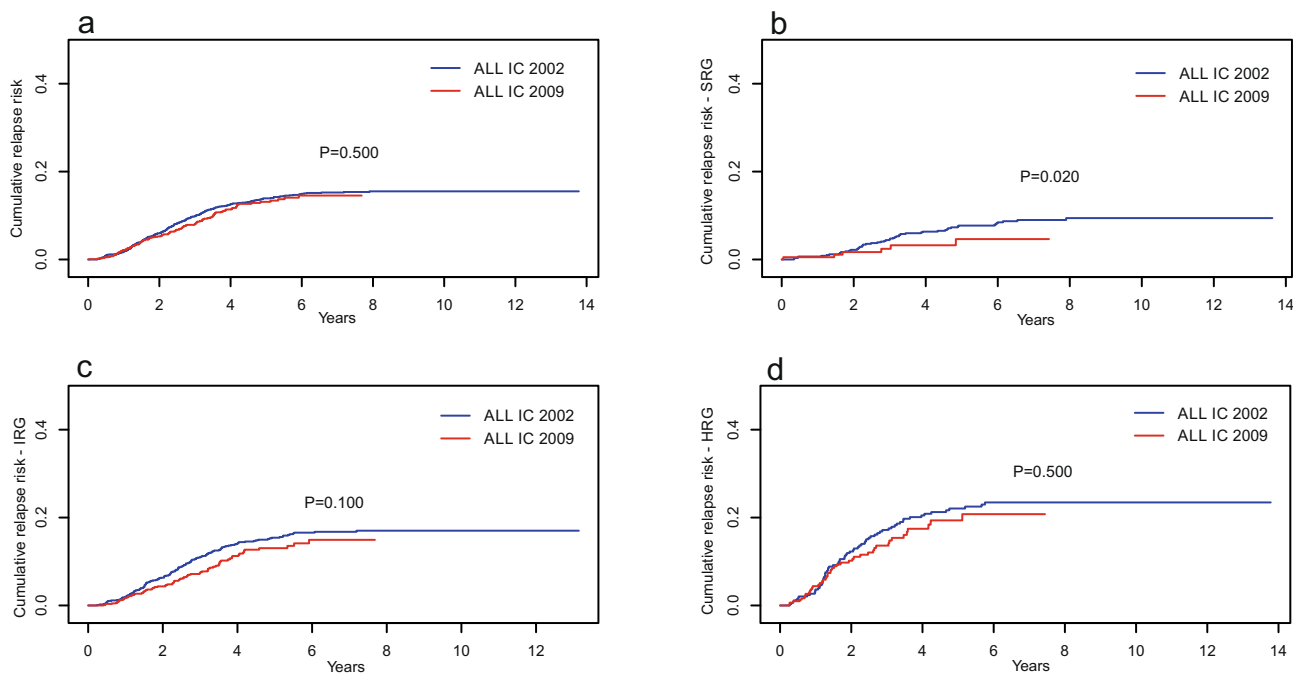 a
Cumulative relapse risk
0.4
0.2
0.0
ALL IC 2002
ALL IC 2009
P=0.500
0 2 4 6 8 10 12 14
Years
b
Cumulative relapse risk - SRG
0.4
0.2
0.0
ALL IC 2002
ALL IC 2009
P=0.020
0 2 4 6 8 10 12 14
Years
c
Cumulative relapse risk - IRG
0.4
0.2
0.0
ALL IC 2002
ALL IC 2009
P=0.100
0 2 4 6 8 10 12
Years
d
Cumulative relapse risk - HRG
0.4
0.2
0.0
ALL IC 2002
ALL IC 2009
P=0.500
0 2 4 6 8 10 12 14
Years